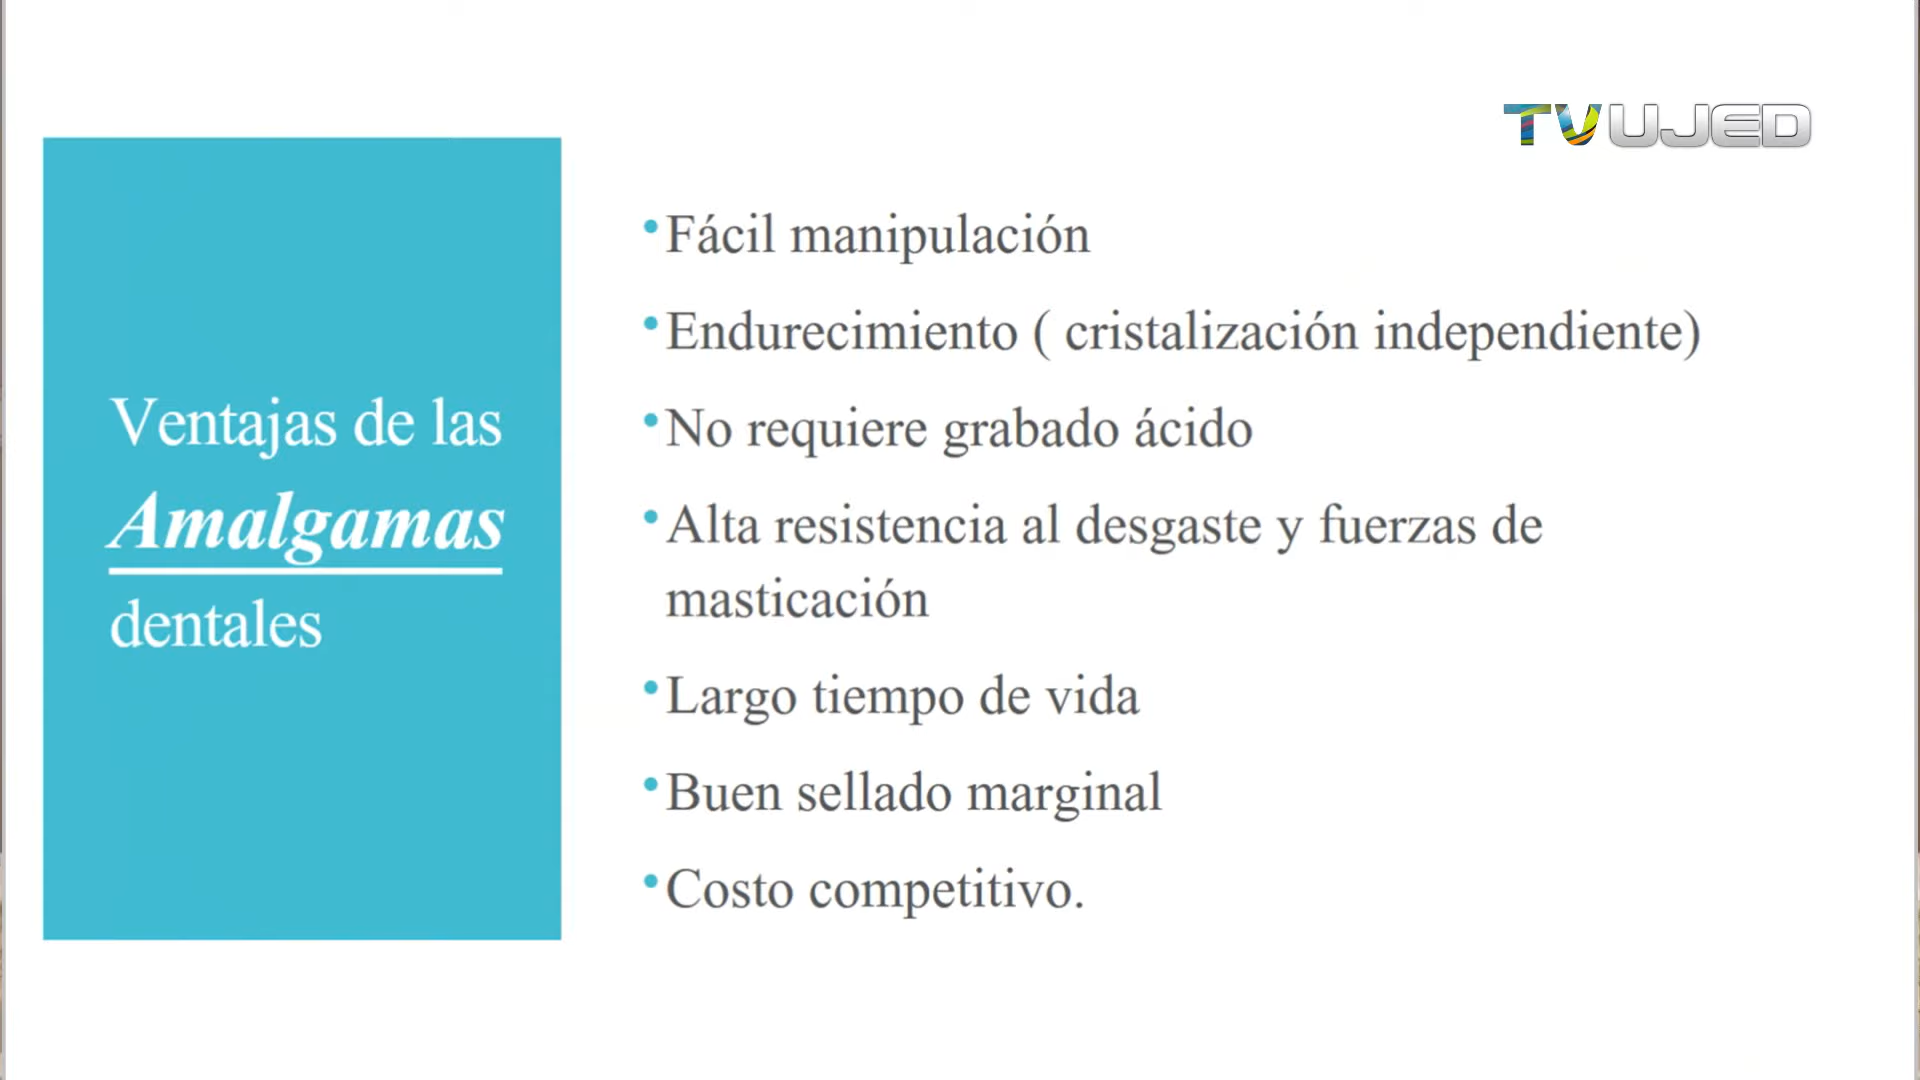 TVUJED
Ventajas de las
Amalgamas
dentales
•Fácil manipulación
•Endurecimiento ( cristalización independiente)
•No requiere grabado ácido
•Alta resistencia al desgaste y fuerzas de
masticación
•Largo tiempo de vida
•Buen sellado marginal
•Costo competitivo.